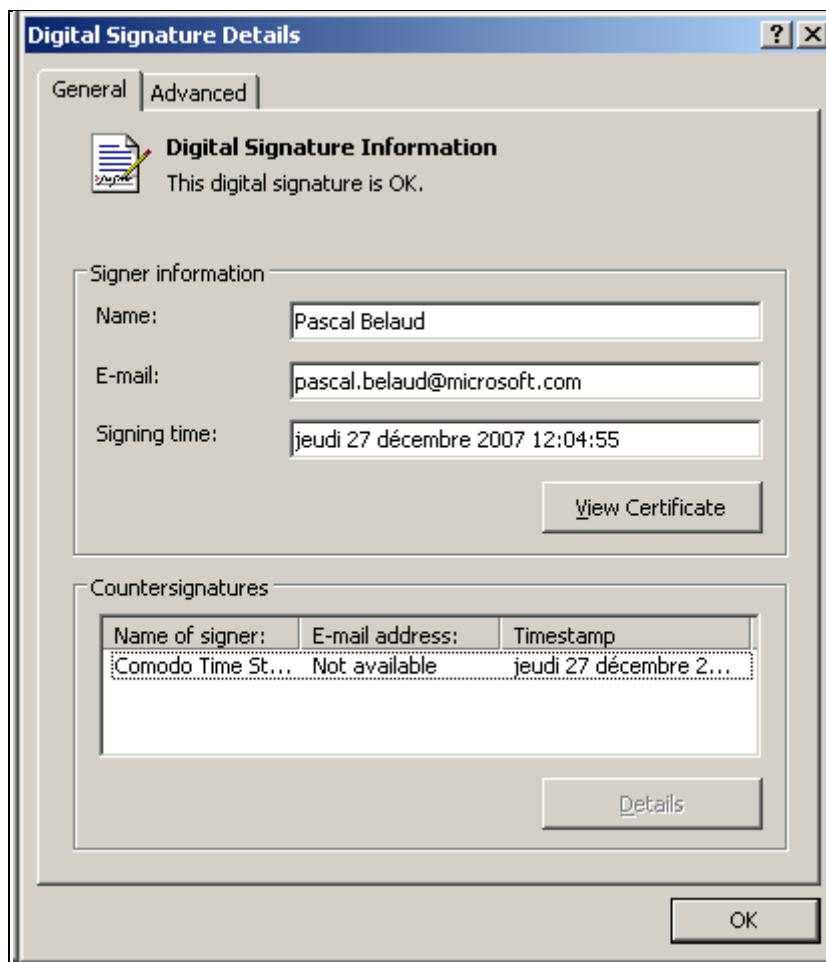 Digital Signature Details
General Advanced
Digital Signature Information
This digital signature is OK.
Signer information
Name: Pascal Belaud
E-mail: pascal.belaud@microsoft.com
Signing time: jeudi 27 décembre 2007 12:04:55
View Certificate
Countersignatures
Name of signer: E-mail address: Timestamp
Comodo Time St... Not available jeudi 27 décembre 2...
Details
OK